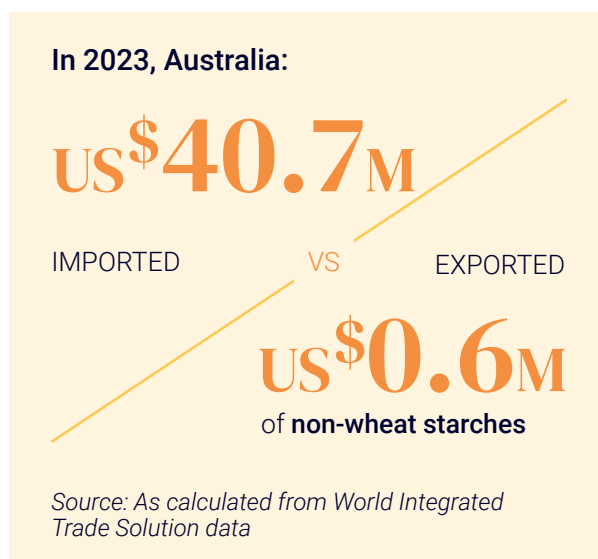 In 2023, Australia:
US$40.7M
IMPORTED VS EXPORTED
US$0.6M
of non-wheat starches
Source: As calculated from World Integrated
Trade Solution data